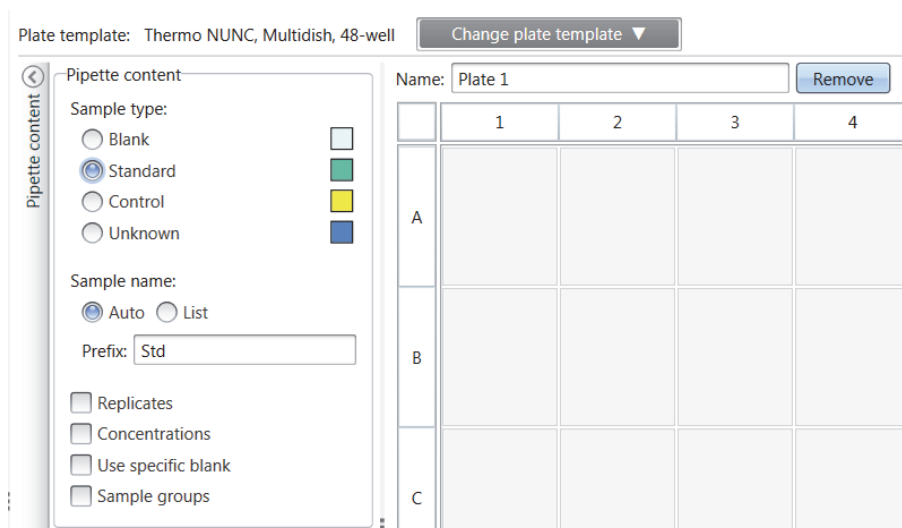 Plate template: Thermo NUNC, Multidish, 48-well Change plate template ▼
Pipette content
Pipette content
Sample type:
Blank
Standard
Control
Unknown
Sample name:
Auto List
Prefix: Std
Replicates
Concentrations
Use specific blank
Sample groups
Name: Plate 1 Remove
1 2 3 4
A
B
C